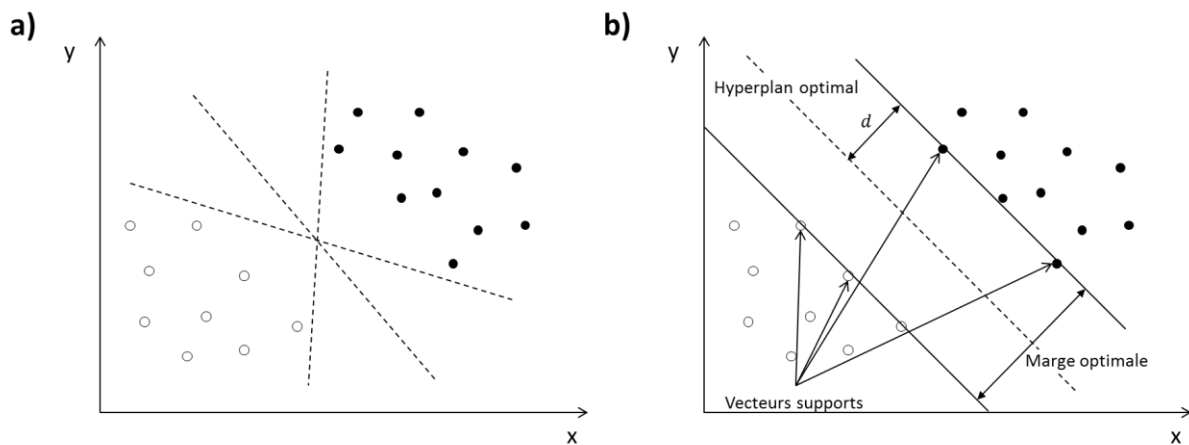 a)
y
x
b)
y
Hyperplan optimal
d
Marge optimale
Vecteurs supports
x